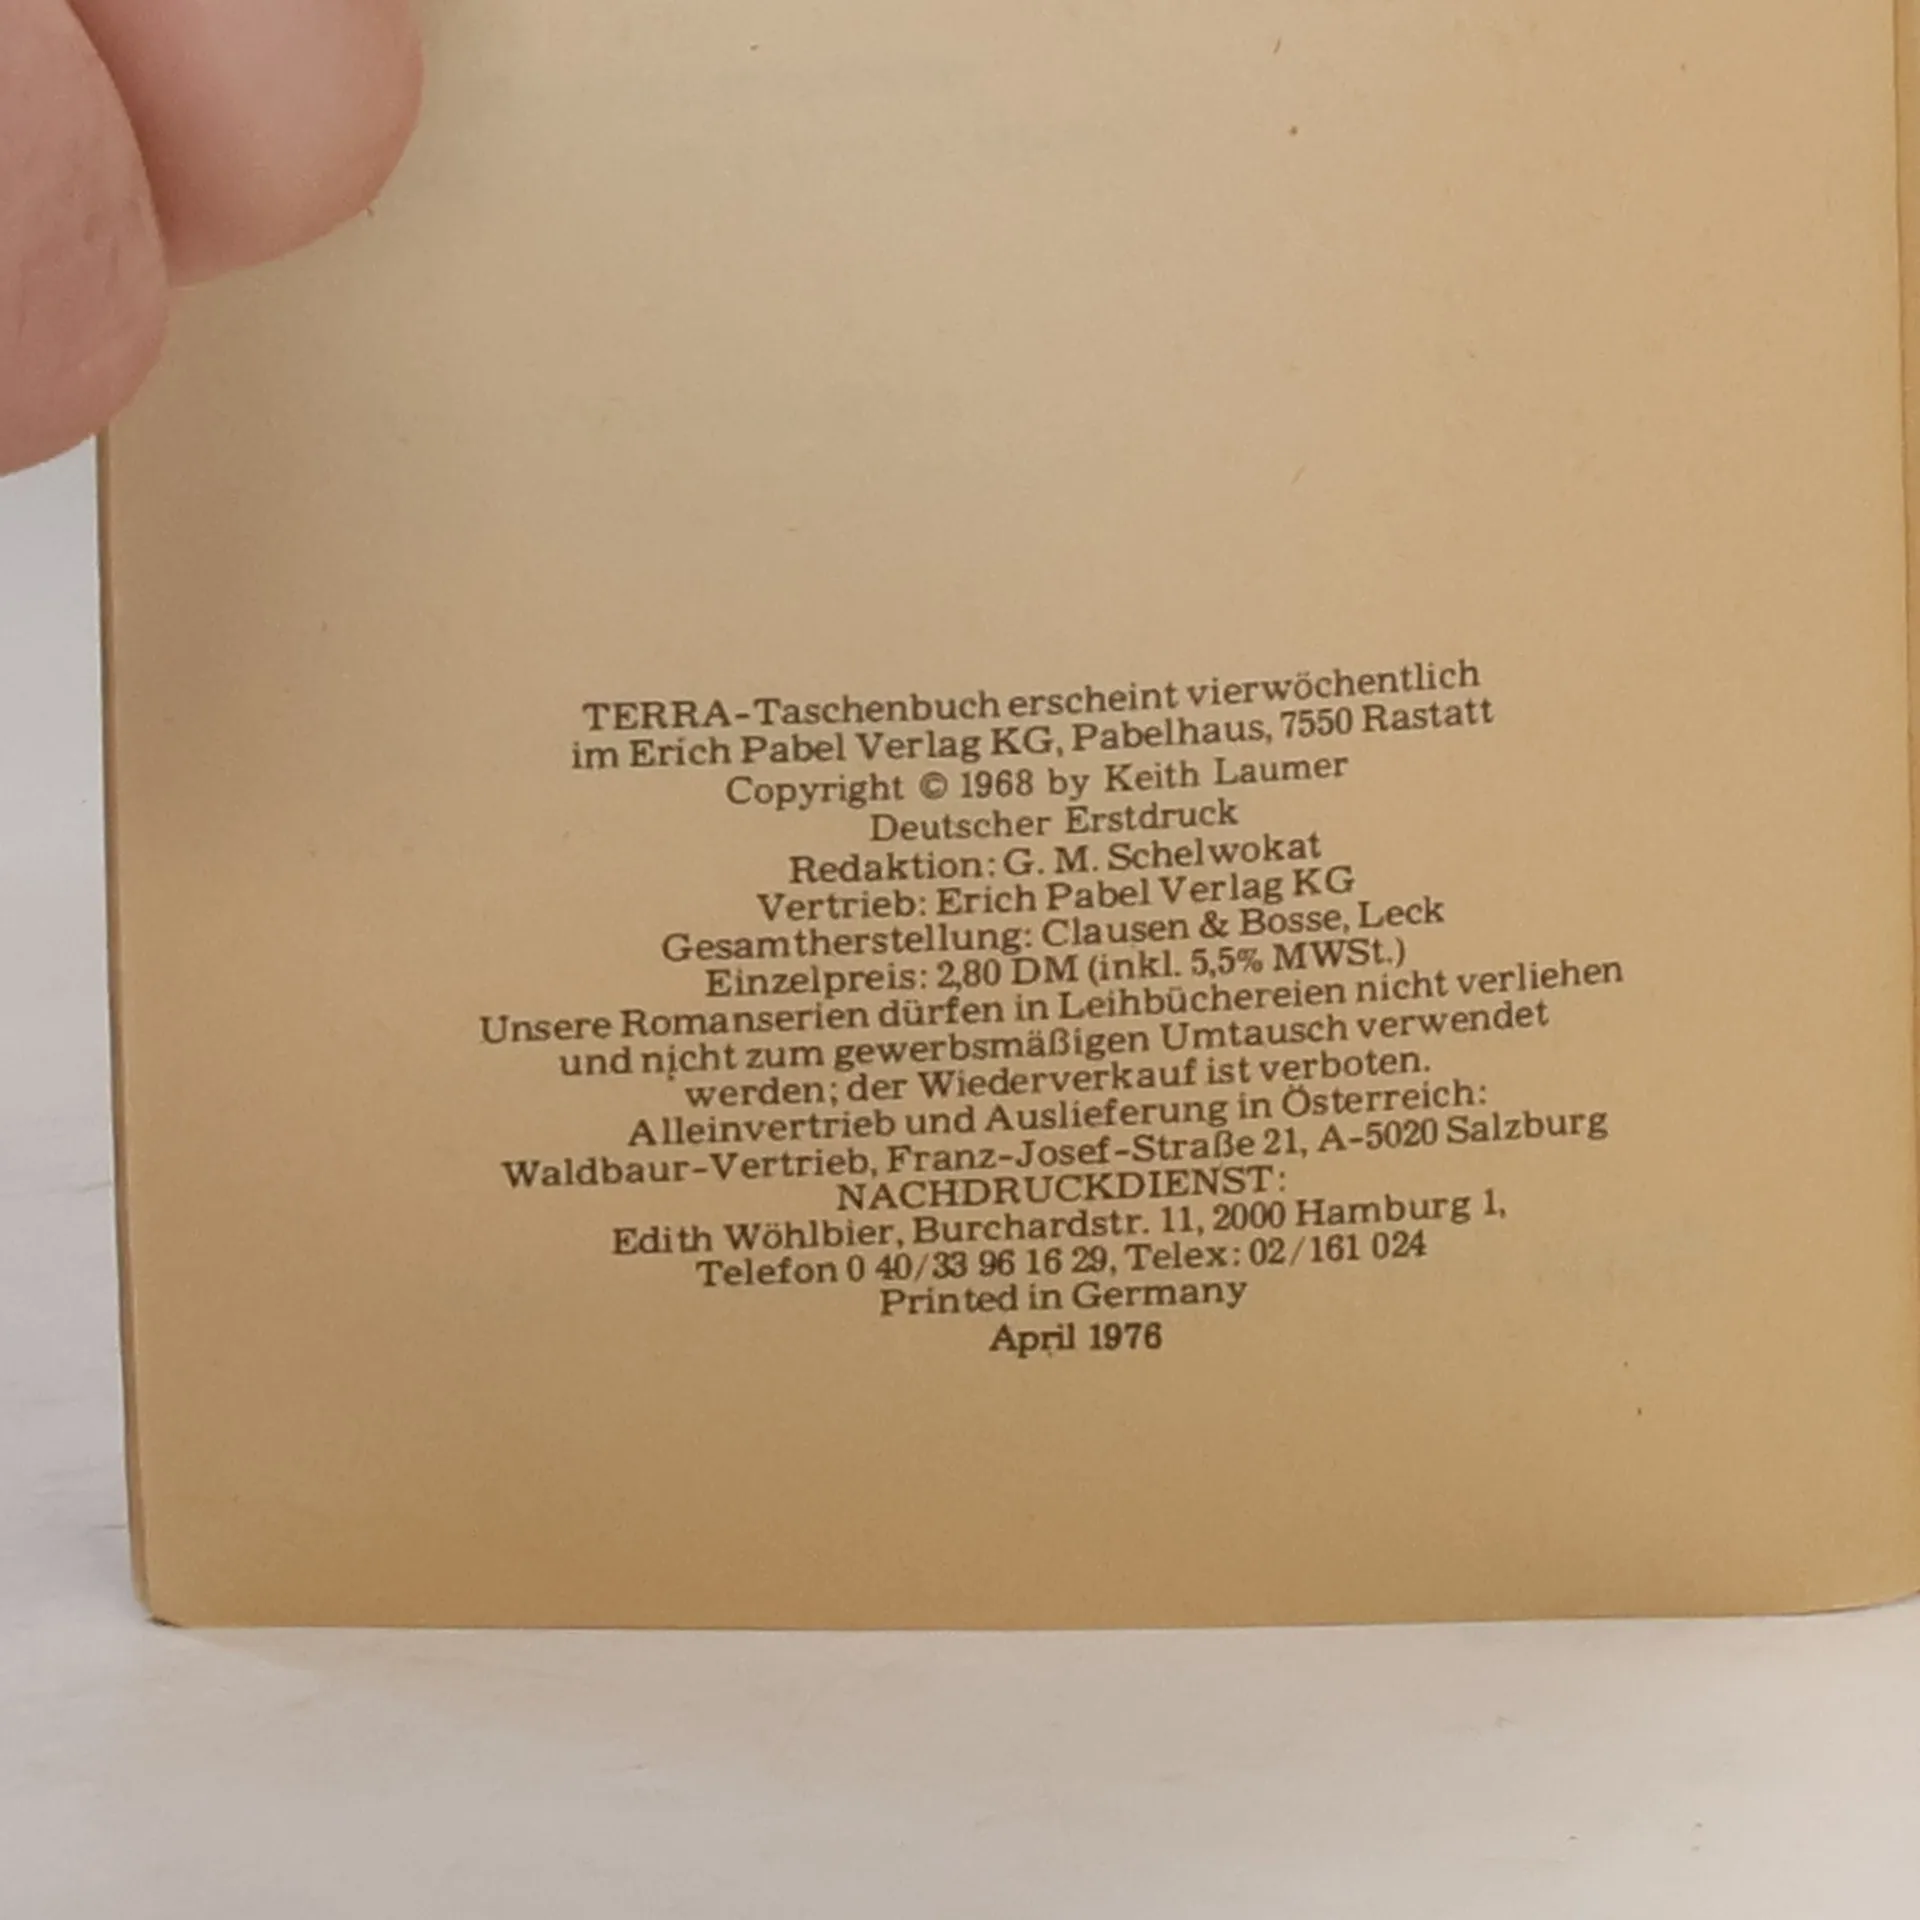 TERRA-Taschenbuch erscheint vierwöchentlich
im Erich Pabel Verlag KG, Pabelhaus, 7550 Rastatt
Copyright © 1968 by Keith Laumer
Deutscher Erstdruck
Redaktion: G. M. Schelwokat
Vertrieb: Erich Pabel Verlag KG
Gesamtherstellung: Clausen & Bosse, Leck
Einzelpreis: 2,80 DM (inkl. 5,5% MWSt.)
Unsere Romanserien dürfen in Leihbüchereien nicht verliehen
und nicht zum gewerbsmäßigen Umtausch verwendet
werden; der Wiederverkauf ist verboten.
Alleinvertrieb und Auslieferung in Österreich:
Waldbaur-Vertrieb, Franz-Josef-Straße 21, A-5020 Salzburg
NACHDRUCKDIENST:
Edith Wöhlbier, Burchardstr. 11, 2000 Hamburg 1,
Telefon 0 40/33 96 16 29, Telex: 02/161 024
Printed in Germany
April 1976